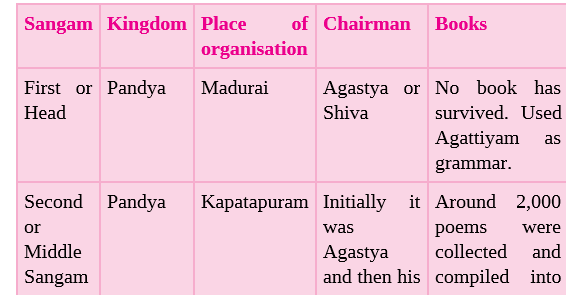 Sangam Kingdom Place of Chairman Books
organisation
First or Pandya Madurai Agastya or No book has
Head Shiva survived. Used
Agattiyam as
grammar.
Second Pandya Kapatapuram Initially it Around 2,000
or was poems were
Middle Agastya collected and
Sangam and then his compiled into